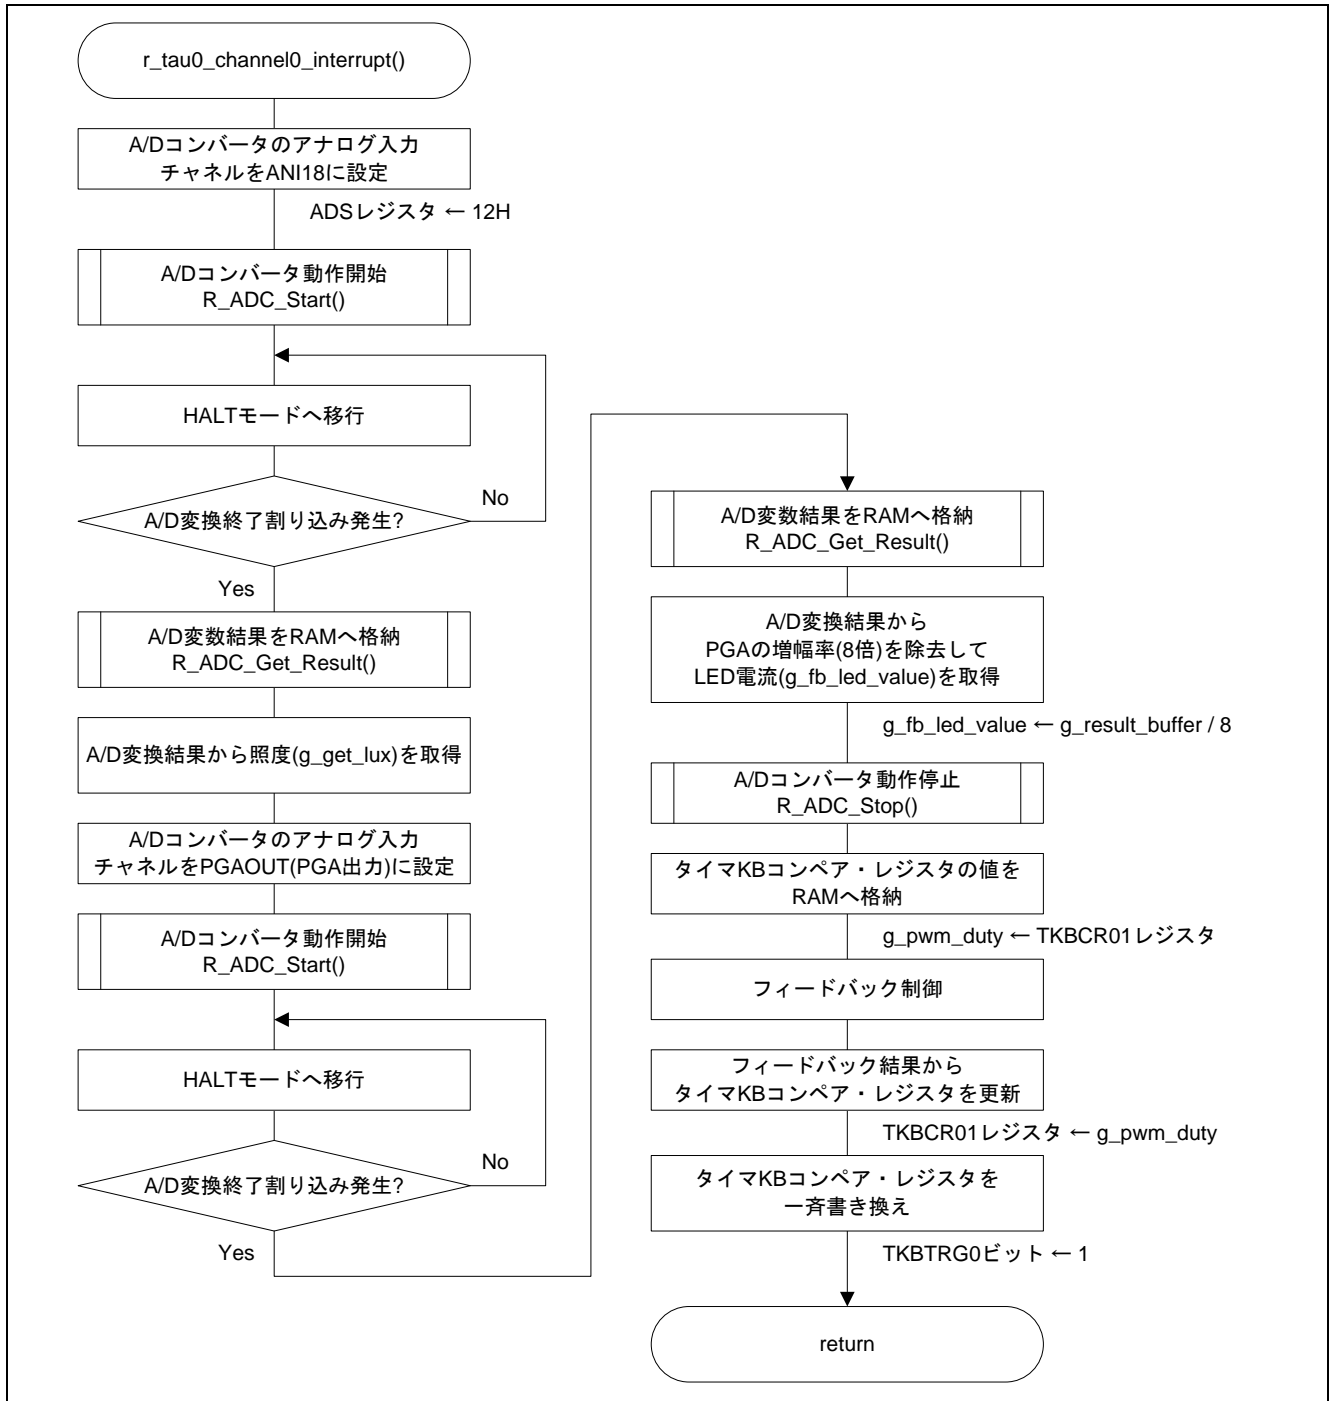 r_tau0_channel0_interrupt()
A/Dコンバータのアナログ入力
チャネルをANI18に設定
ADSレジスタ ← 12H
A/Dコンバータ動作開始
R_ADC_Start()
HALTモードへ移行
No
A/D変換終了割り込み発生?
Yes
A/D変数結果をRAMへ格納
R_ADC_Get_Result()
A/D変換結果から照度(g_get_lux)を取得
A/Dコンバータのアナログ入力
チャネルをPGAOUT(PGA出力)に設定
A/Dコンバータ動作開始
R_ADC_Start()
HALTモードへ移行
No
A/D変換終了割り込み発生?
Yes
A/D変数結果をRAMへ格納
R_ADC_Get_Result()
A/D変換結果から
PGAの増幅率(8倍)を除去して
LED電流(g_fb_led_value)を取得
g_fb_led_value ← g_result_buffer / 8
A/Dコンバータ動作停止
R_ADC_Stop()
タイマKBコンペア・レジスタの値を
RAMへ格納
g_pwm_duty ← TKBCR01レジスタ
フィードバック制御
フィードバック結果から
タイマKBコンペア・レジスタを更新
TKBCR01レジスタ ← g_pwm_duty
タイマKBコンペア・レジスタを
一斉書き換え
TKBTRG0ビット ← 1
return